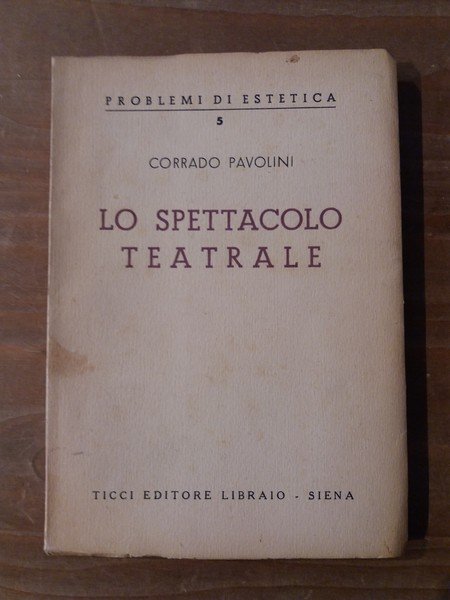 PROBLEMI DI ESTETICA
5
CORRADO PAVOLINI
LO SPETTACOLO
TEATRALE
TICCI EDITORE LIBRAIO - SIENA